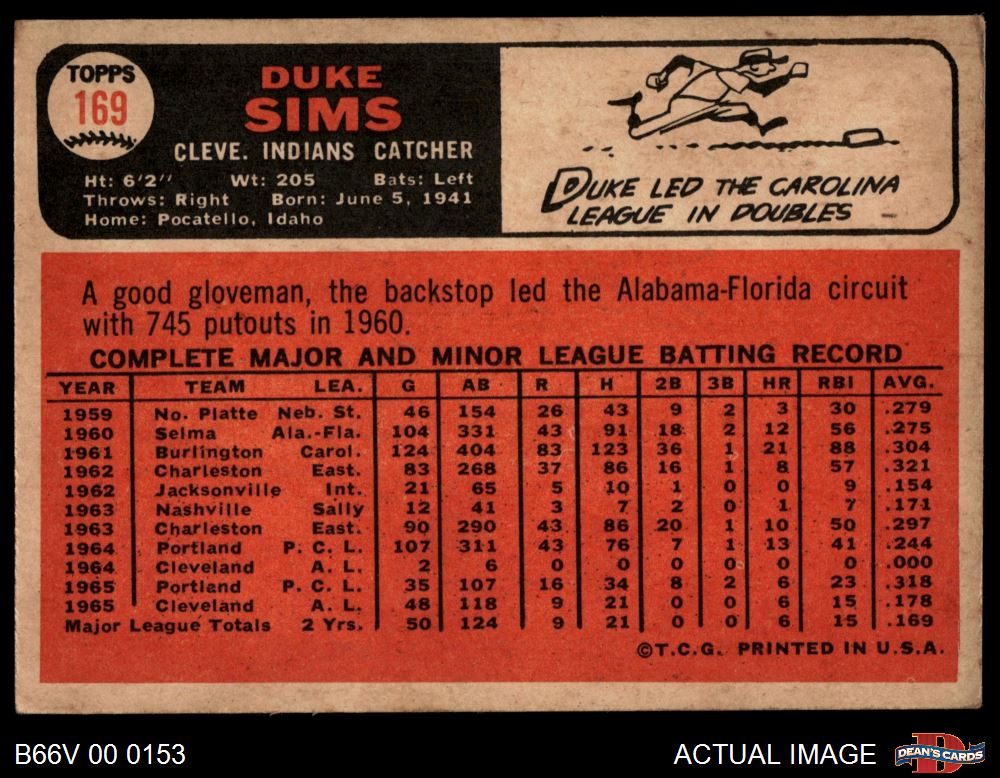 TOPPS
169
DUKE
SIMS
CLEVE. INDIANS CATCHER
Ht: 6'2" Wt: 205 Bats: Left
Throws: Right Born: June 5, 1941
Home: Pocatello, Idaho
DUKE LED THE CAROLINA
LEAGUE IN DOUBLES
A good gloveman, the backstop led the Alabama-Florida circuit
with 745 putouts in 1960.
COMPLETE MAJOR AND MINOR LEAGUE BATTING RECORD
YEAR TEAM LEA. G AB R H 2B 3B HR RBI AVG.
1959 No. Platte Neb. St. 46 154 26 43 9 2 3 30 .279
1960 Selma Ala.-Fla. 104 331 43 91 18 2 12 56 .275
1961 Burlington Carol. 124 404 83 123 36 1 21 88 .304
1962 Charleston East. 83 268 37 86 16 1 8 57 .321
1962 Jacksonville Int. 21 65 5 10 1 0 0 9 .154
1963 Nashville Sally 12 41 3 7 2 0 1 7 .171
1963 Charleston East. 90 290 43 86 20 1 10 50 .297
1964 Portland P. C. L. 107 311 43 76 7 1 13 41 .244
1964 Cleveland A. L. 2 6 0 0 0 0 0 0 .000
1965 Portland P. C. L. 35 107 16 34 8 2 6 23 .318
1965 Cleveland A. L. 48 118 9 21 0 0 6 15 .178
Major League Totals 2 Yrs. 50 124 9 21 0 0 6 15 .169
©T.C.G. PRINTED IN U.S.A.
B66V 00 0153
ACTUAL IMAGE
DEAN'S CARDS